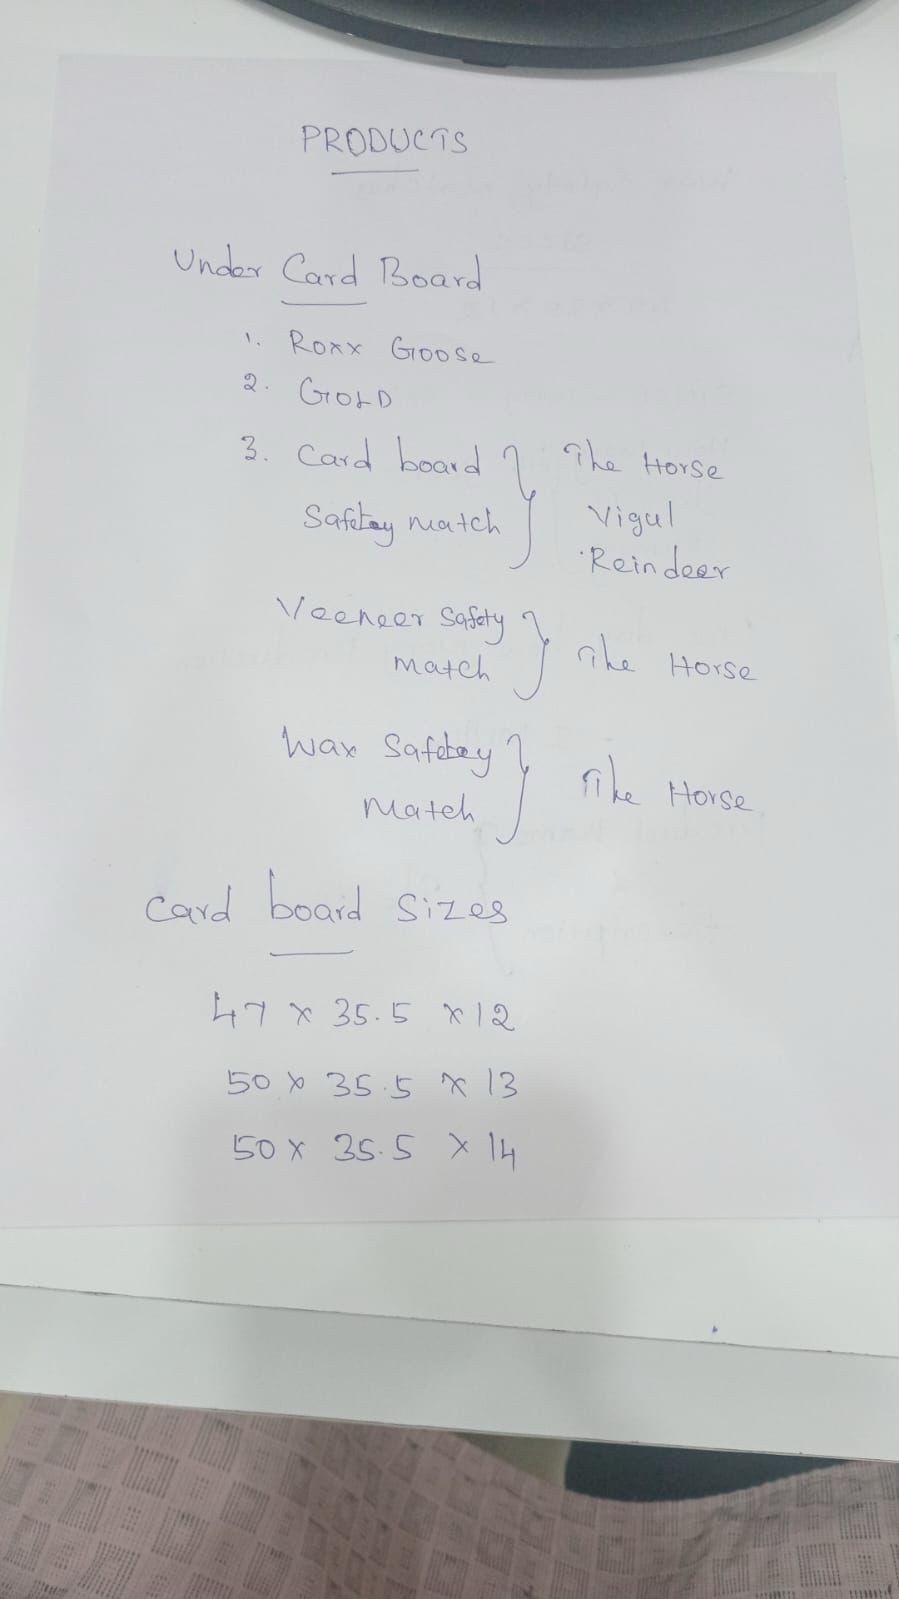 PRODUCTS
Under Card Board
1. Roxx Goose
2. GOLD
3. Card board } The Horse
Safetey match Vigul
Reindeer
Veeneer Safety
match } The Horse
Wax Safetey
Match } The Horse
Card board Sizes
47 x 35.5 x 12
50 x 35.5 x 13
50 x 35.5 x 14